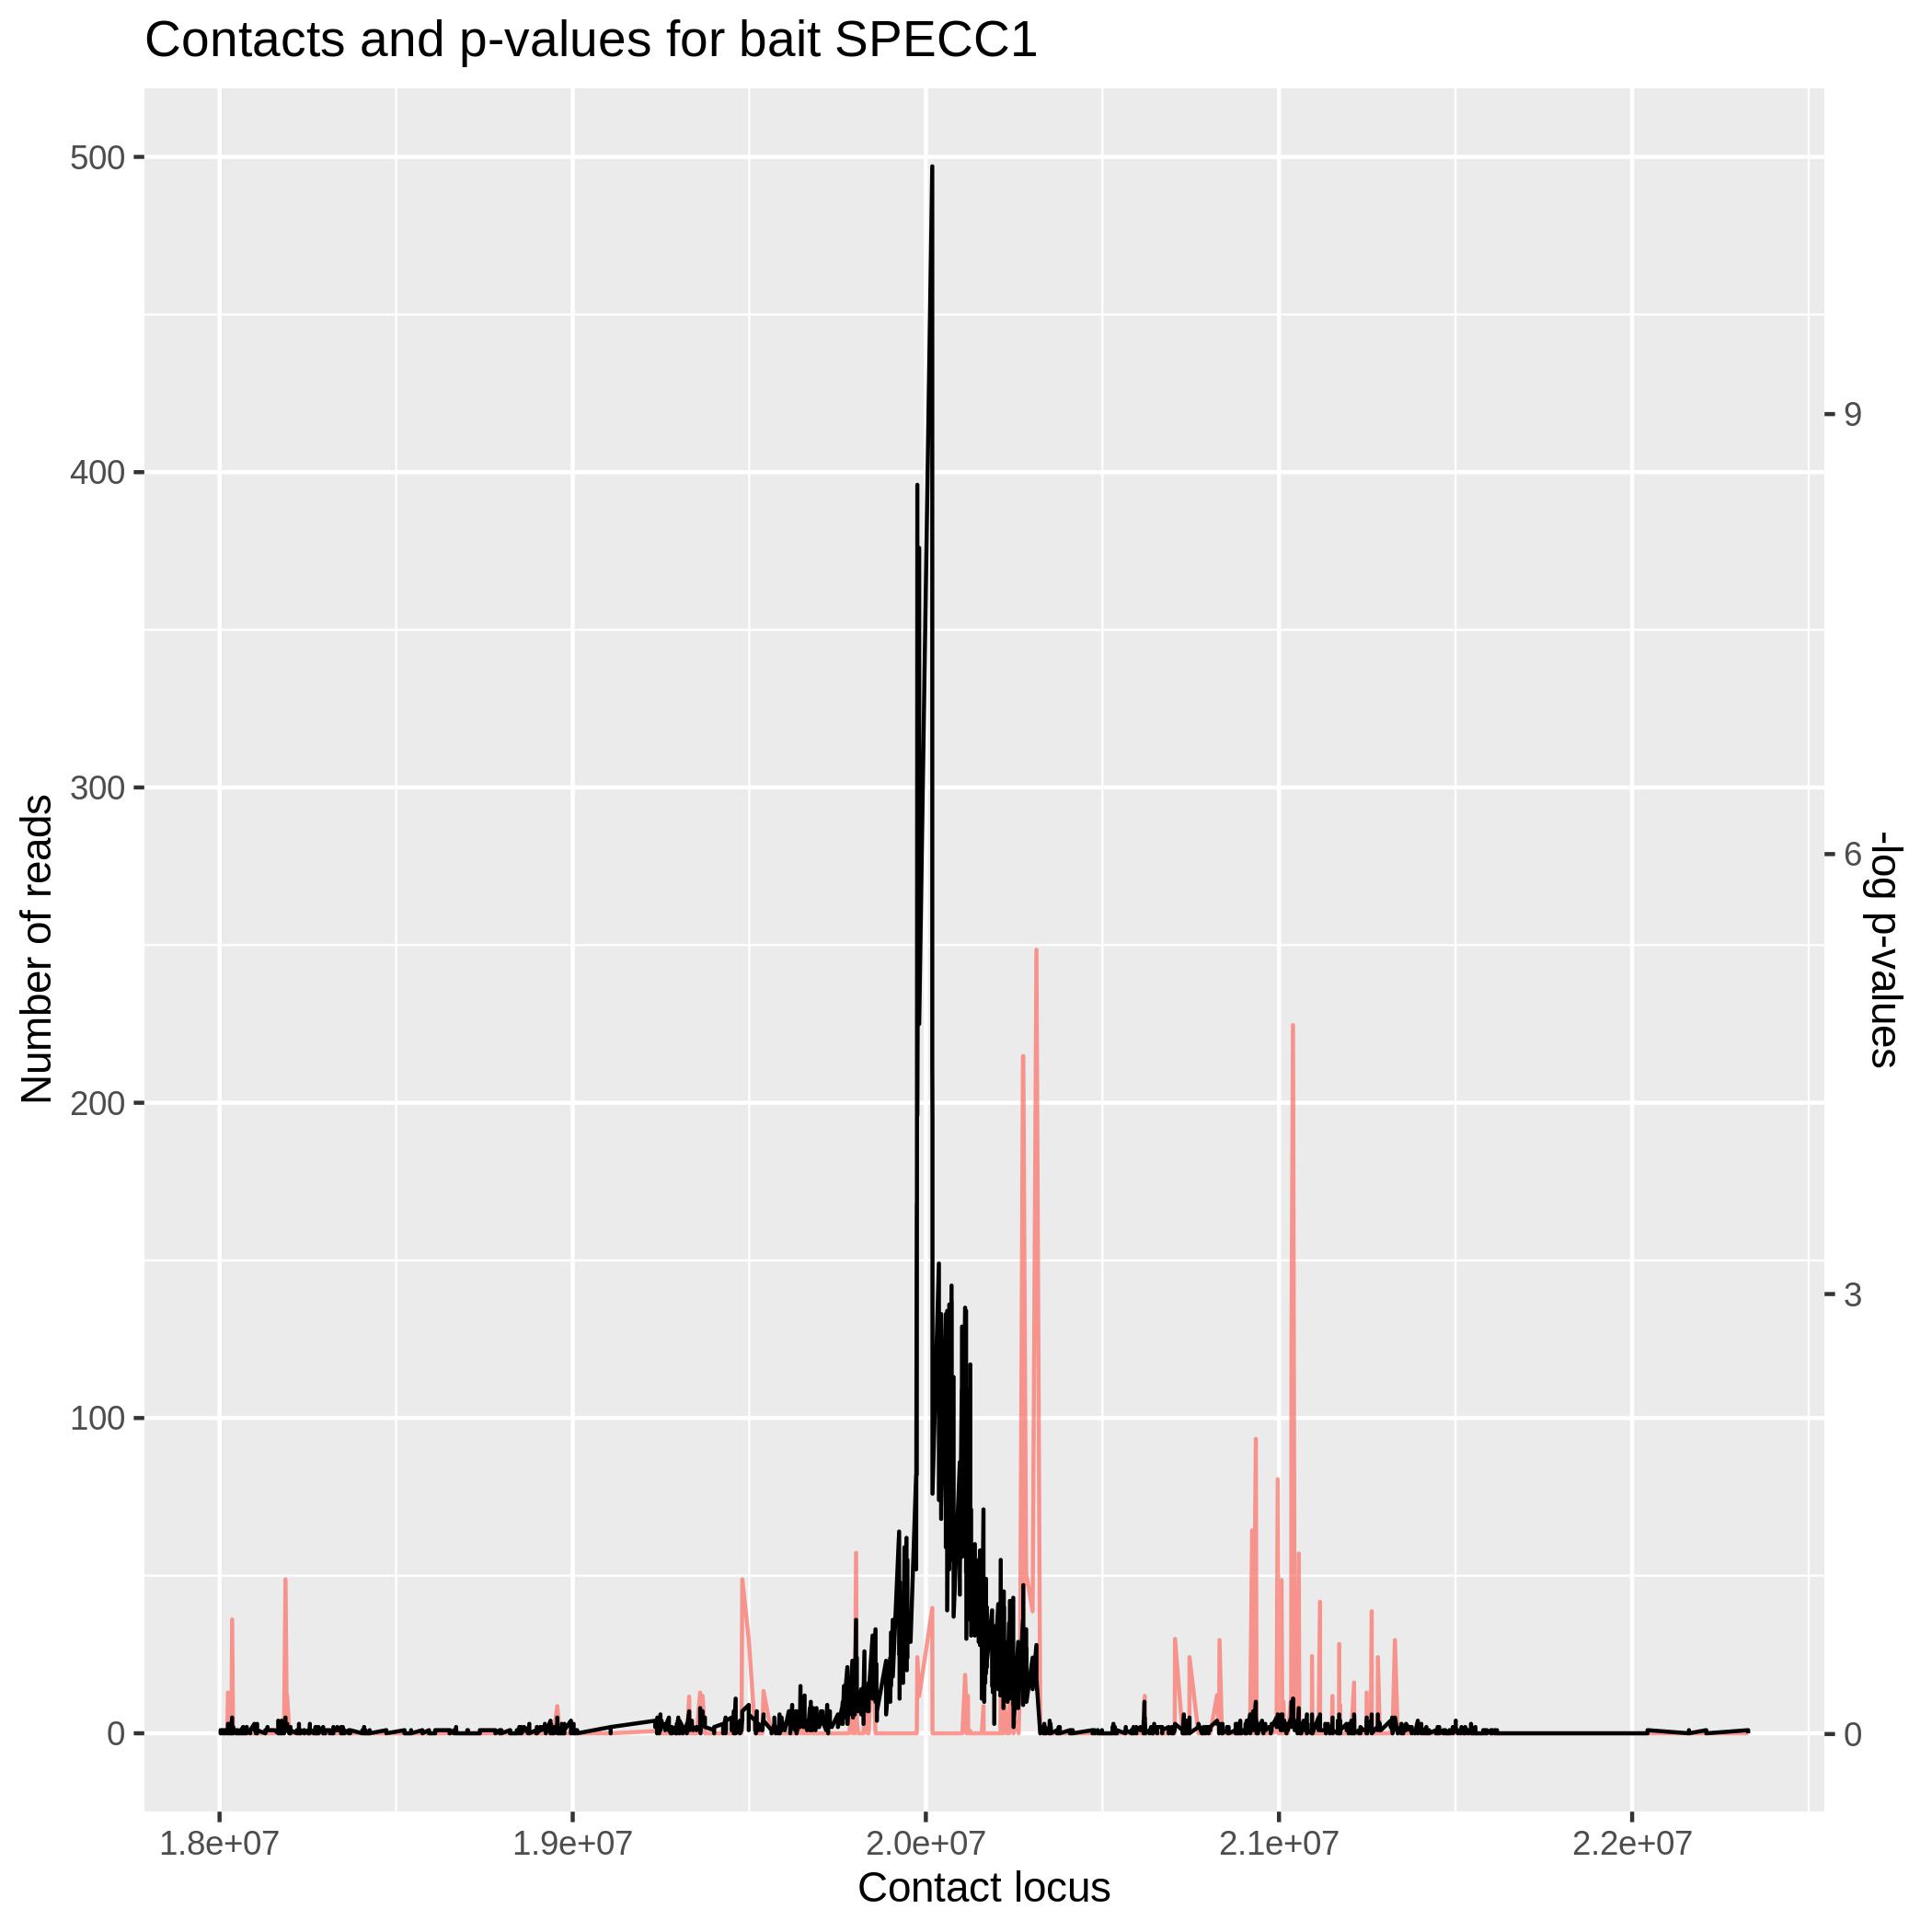 Contacts and p-values for bait SPECC1
500
400
300
200
100
0
Number of reads
9
6
3
0
-log p-values
1.8e+07 1.9e+07 2.0e+07 2.1e+07 2.2e+07
Contact locus